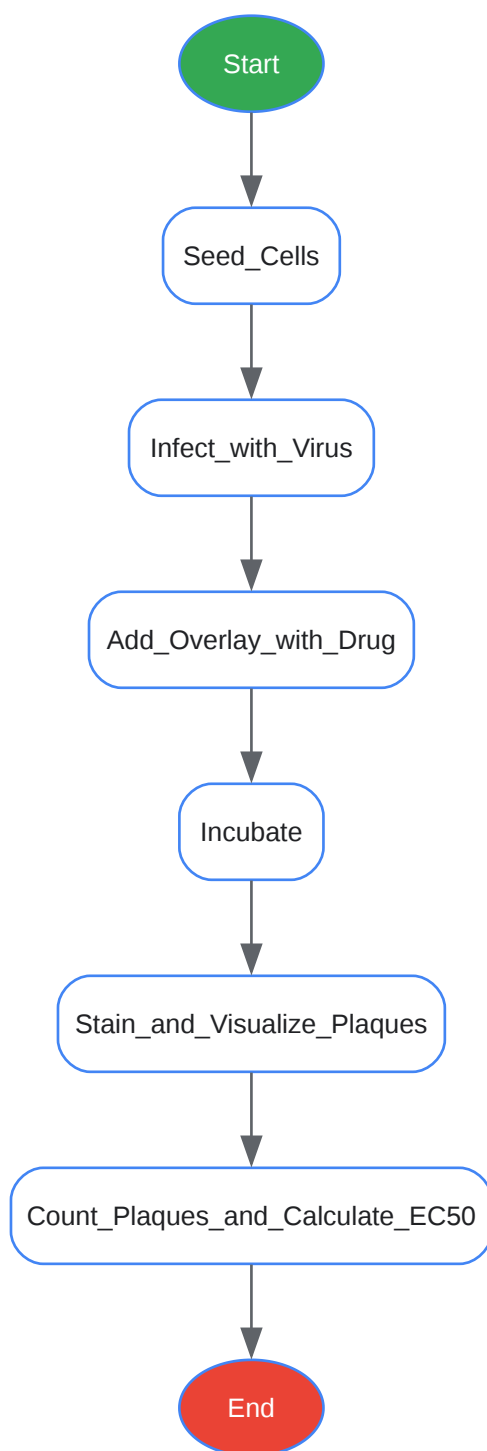 Start
Seed_Cells
Infect_with_Virus
Add_Overlay_with_Drug
Incubate
Stain_and_Visualize_Plaques
Count_Plaques_and_Calculate_EC50
End